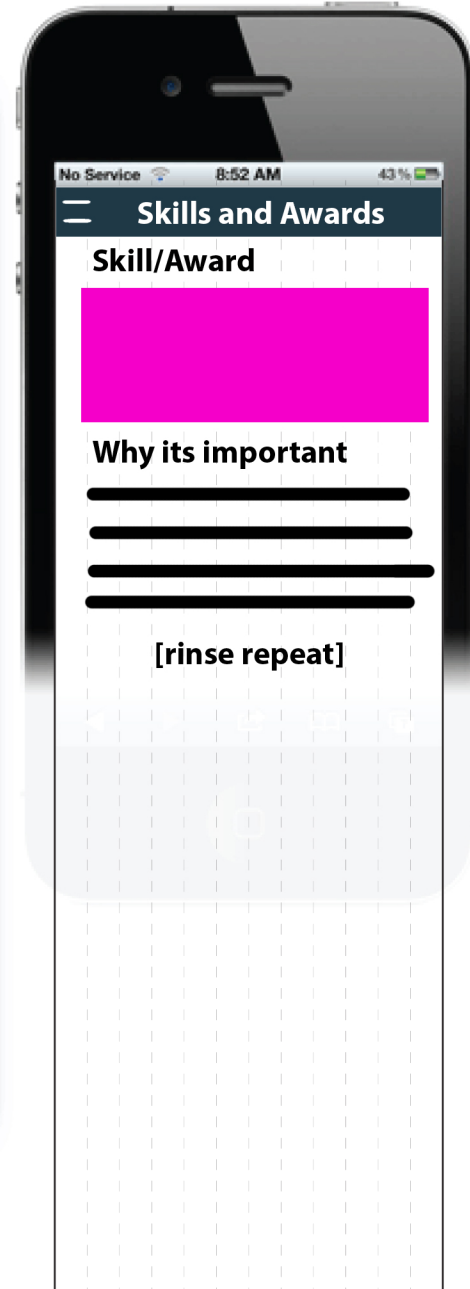 No Service 8:52 AM 43%
Skills and Awards
Skill/Award
Why its important
[rinse repeat]